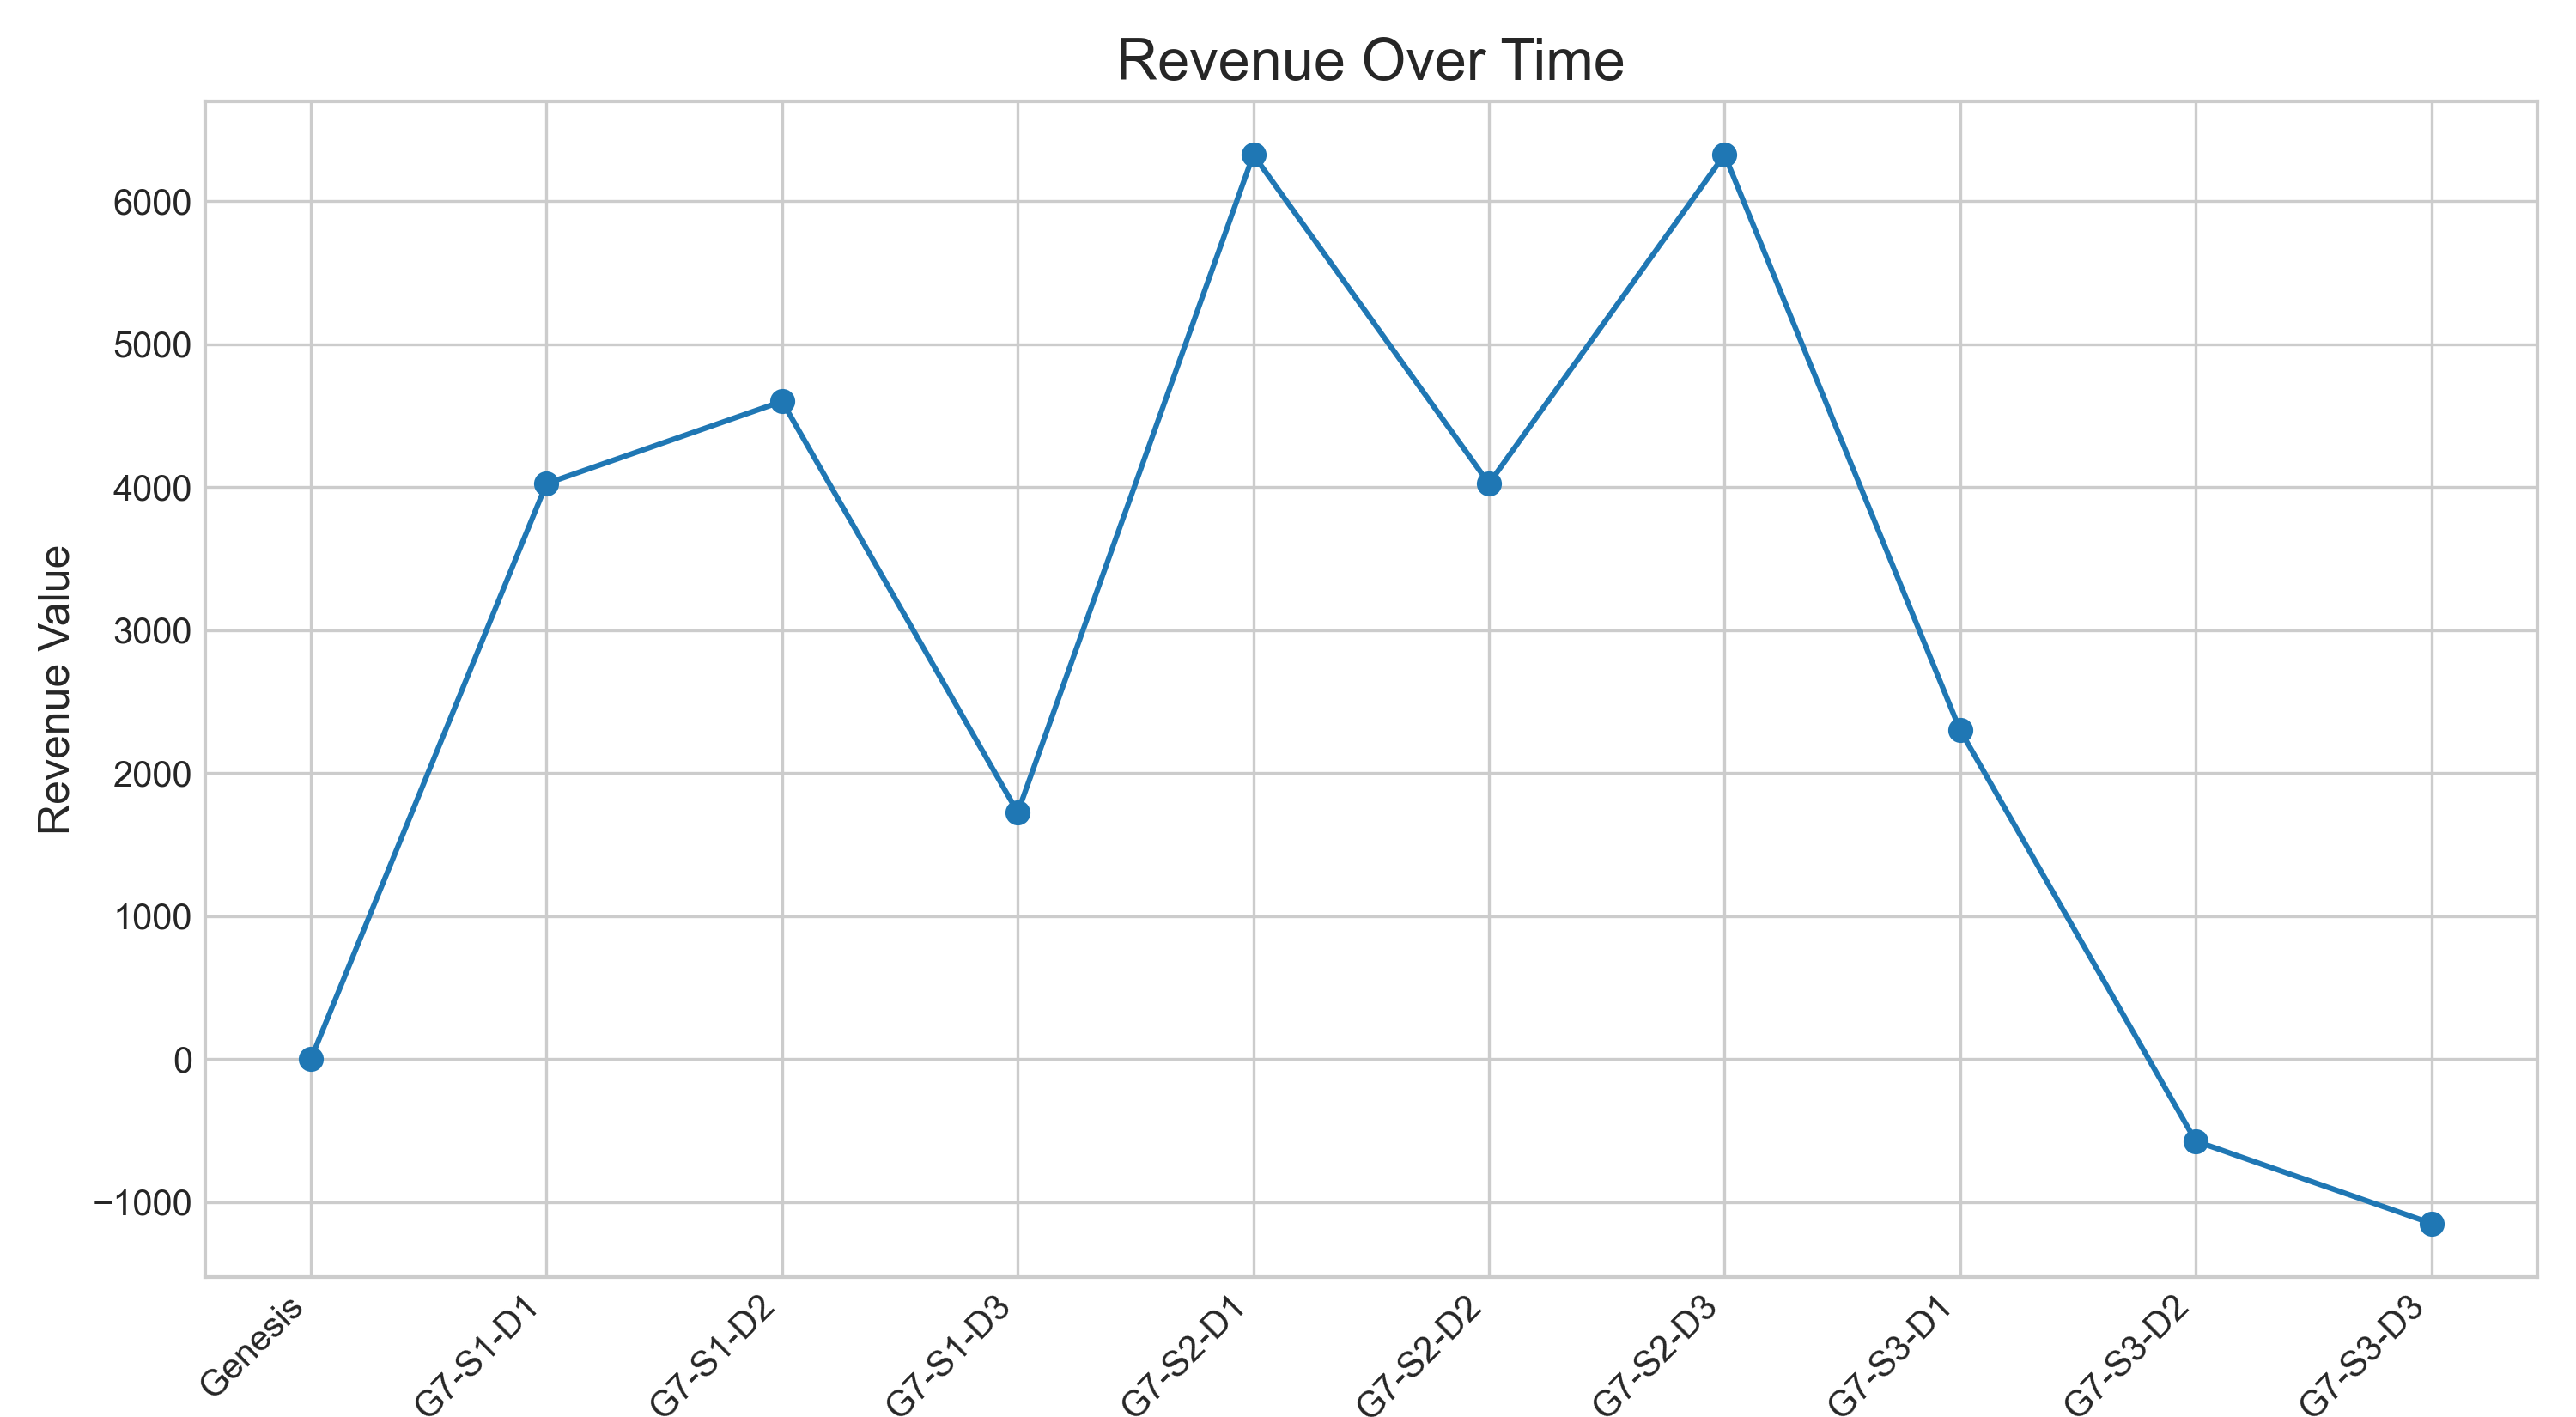 Revenue Over Time
Revenue Value
6000
5000
4000
3000
2000
1000
0
−1000
Genesis
G7-S1-D1
G7-S1-D2
G7-S1-D3
G7-S2-D1
G7-S2-D2
G7-S2-D3
G7-S3-D1
G7-S3-D2
G7-S3-D3